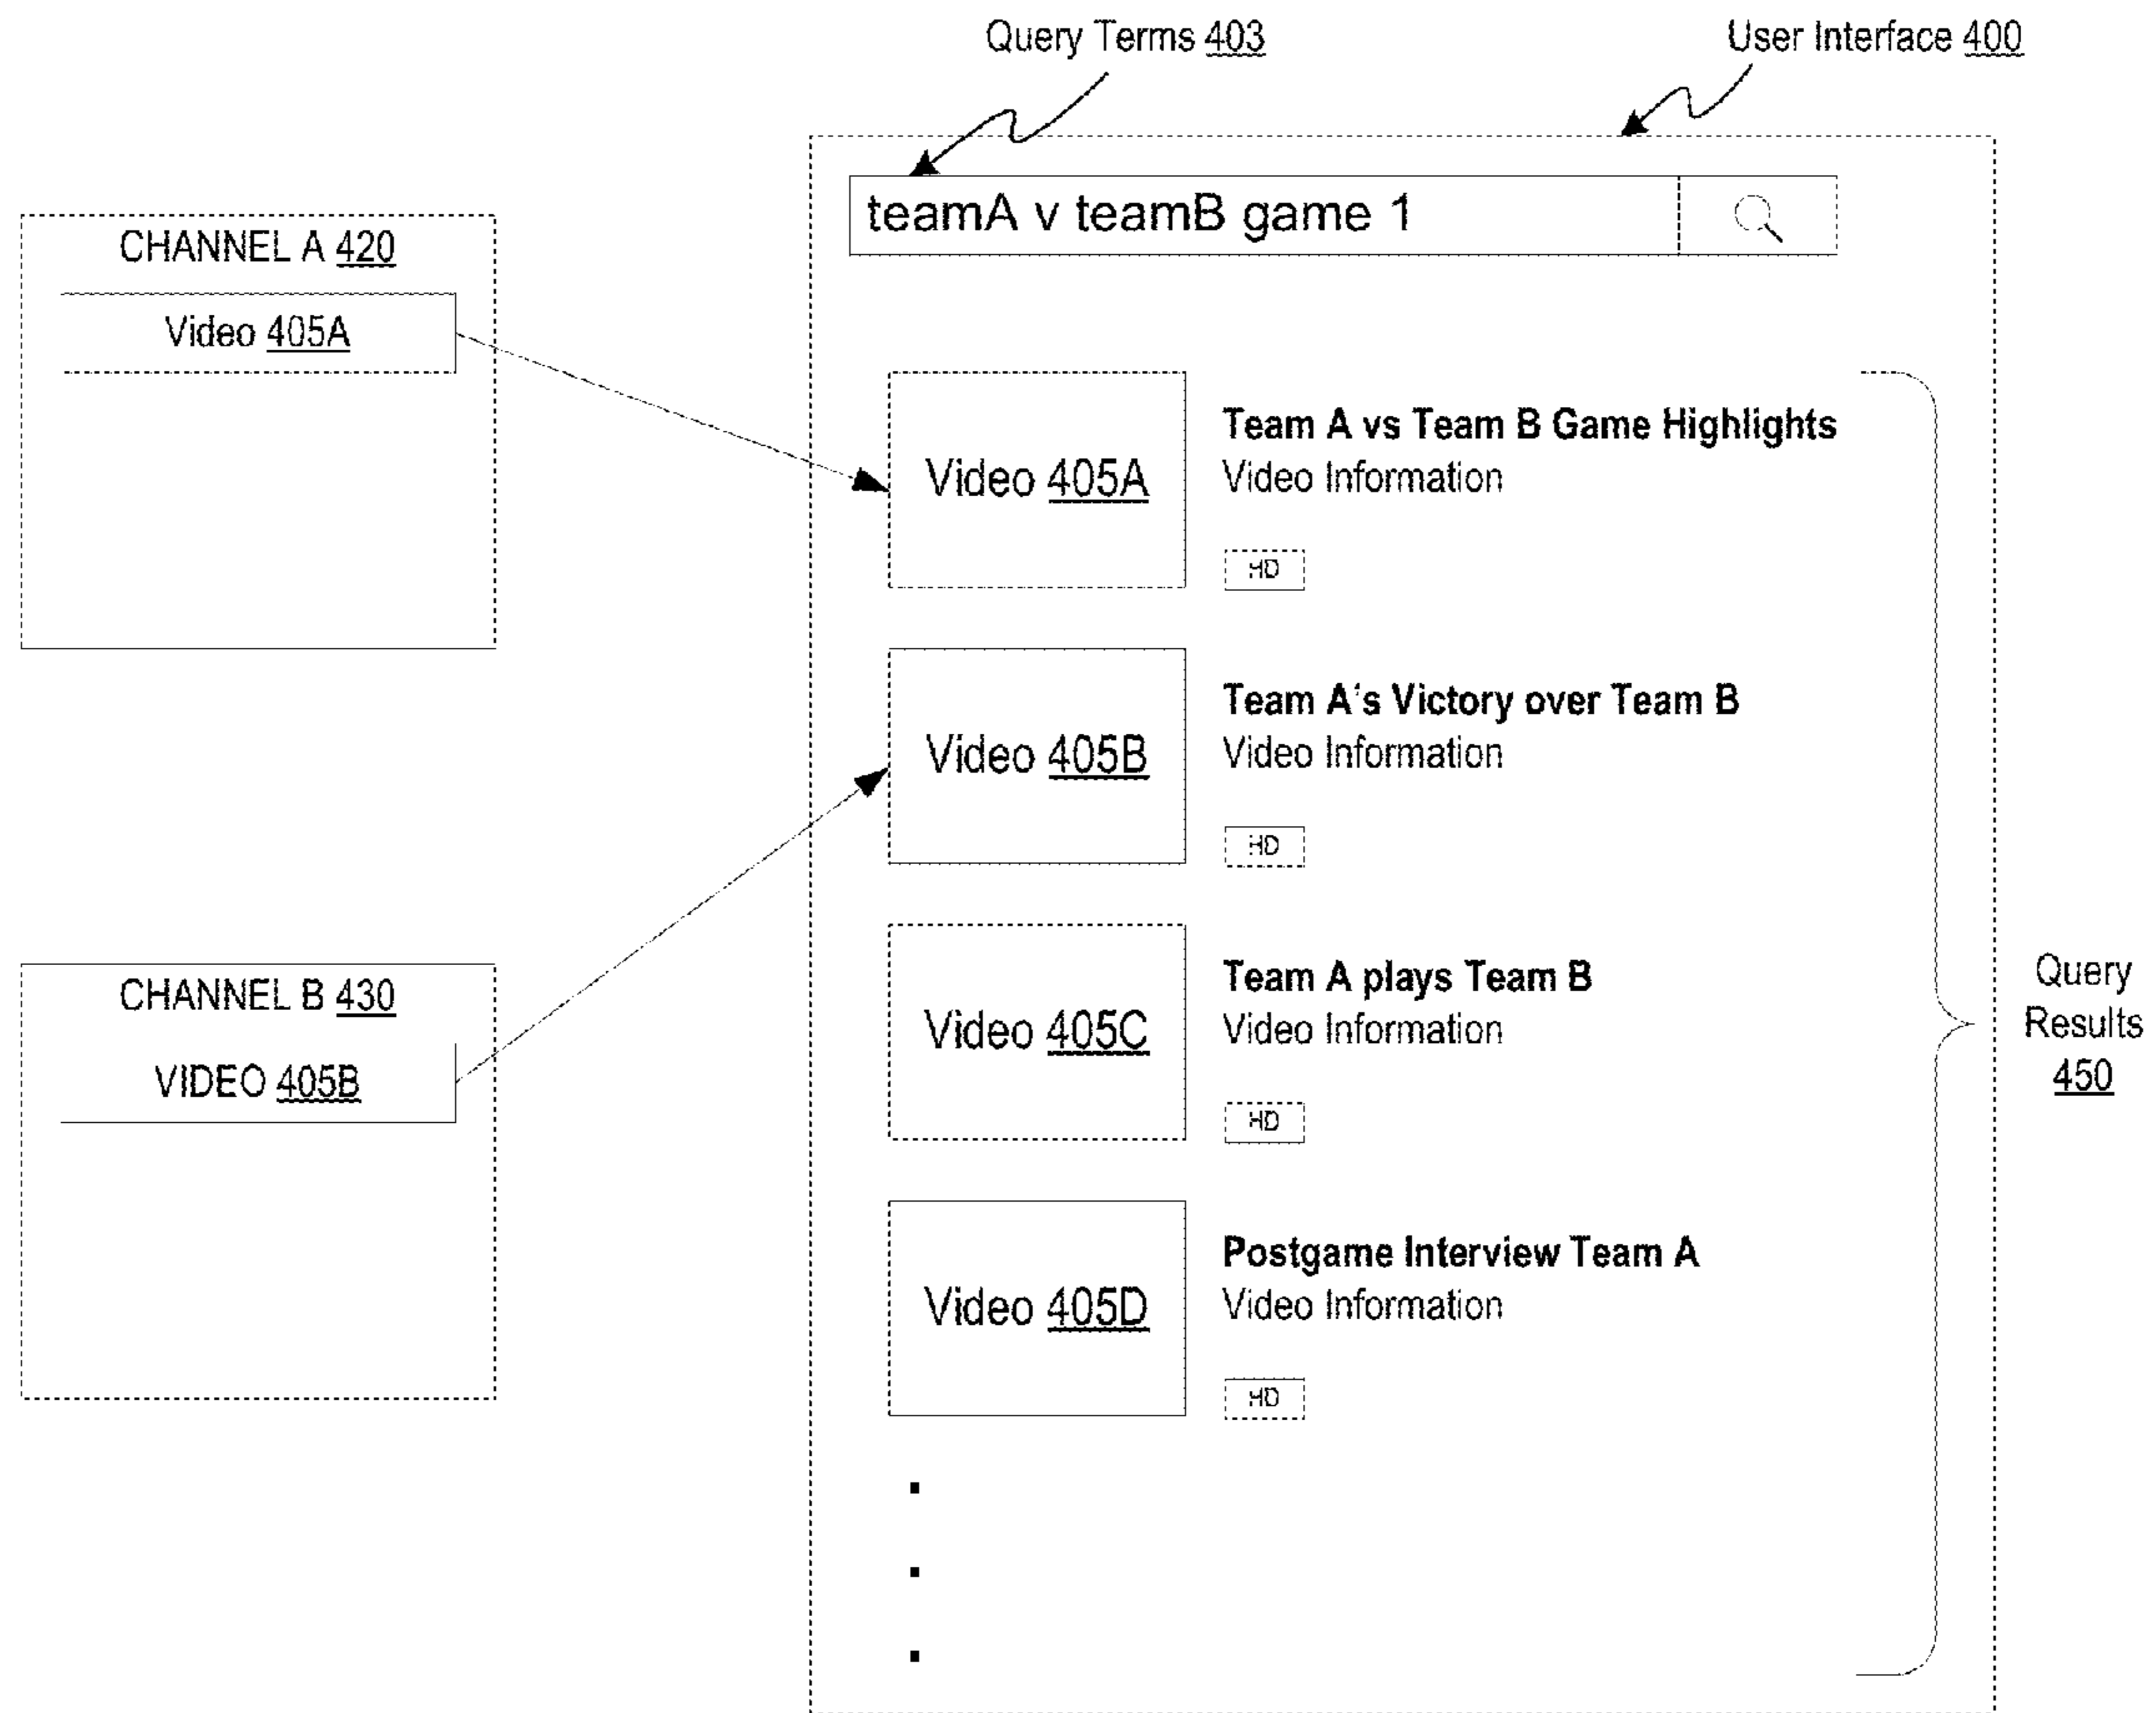 Query Terms 403
User Interface 400
teamA v teamB game 1
CHANNEL A 420
Video 405A
Video 405A
Team A vs Team B Game Highlights
Video Information
HD
Video 405B
Team A's Victory over Team B
Video Information
HD
CHANNEL B 430
VIDEO 405B
Video 405C
Team A plays Team B
Video Information
HD
Query
Results
450
Video 405D
Postgame Interview Team A
Video Information
HD